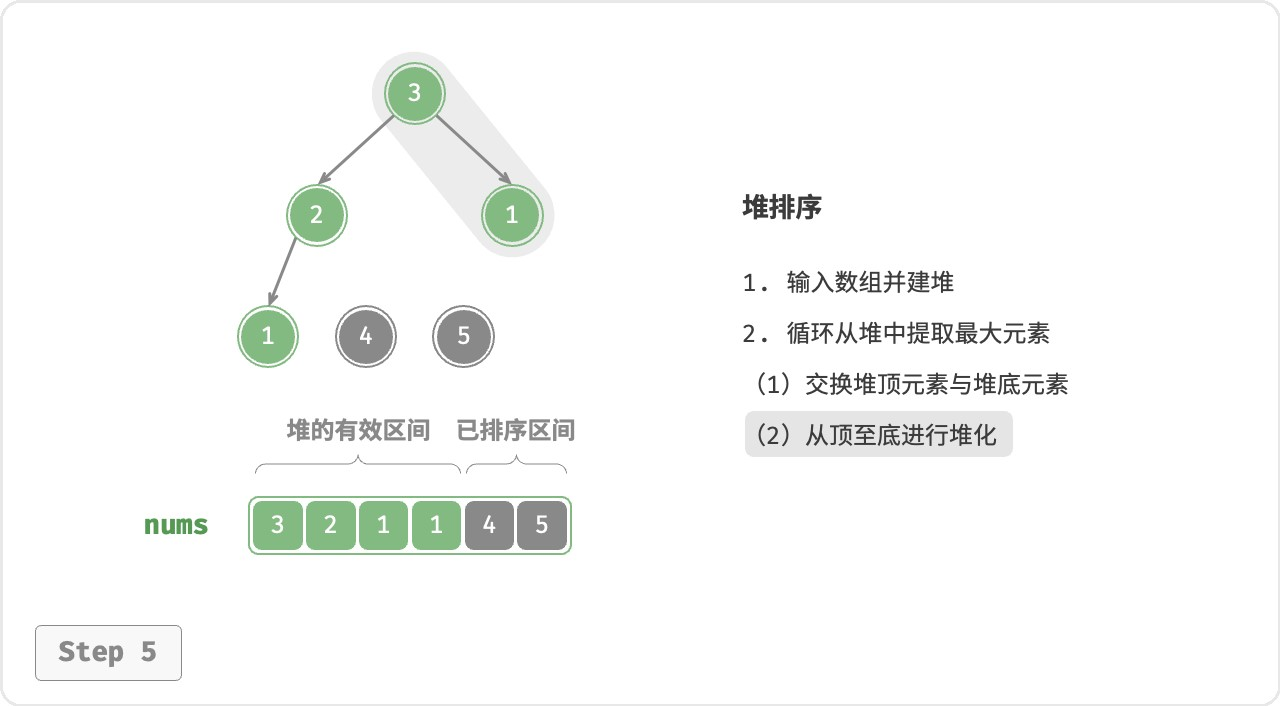 3
2 1
1 4 5
堆排序
1. 输入数组并建堆
2. 循环从堆中提取最大元素
（1）交换堆顶元素与堆底元素
（2）从顶至底进行堆化
堆的有效区间 已排序区间
nums 3 2 1 1 4 5
Step 5